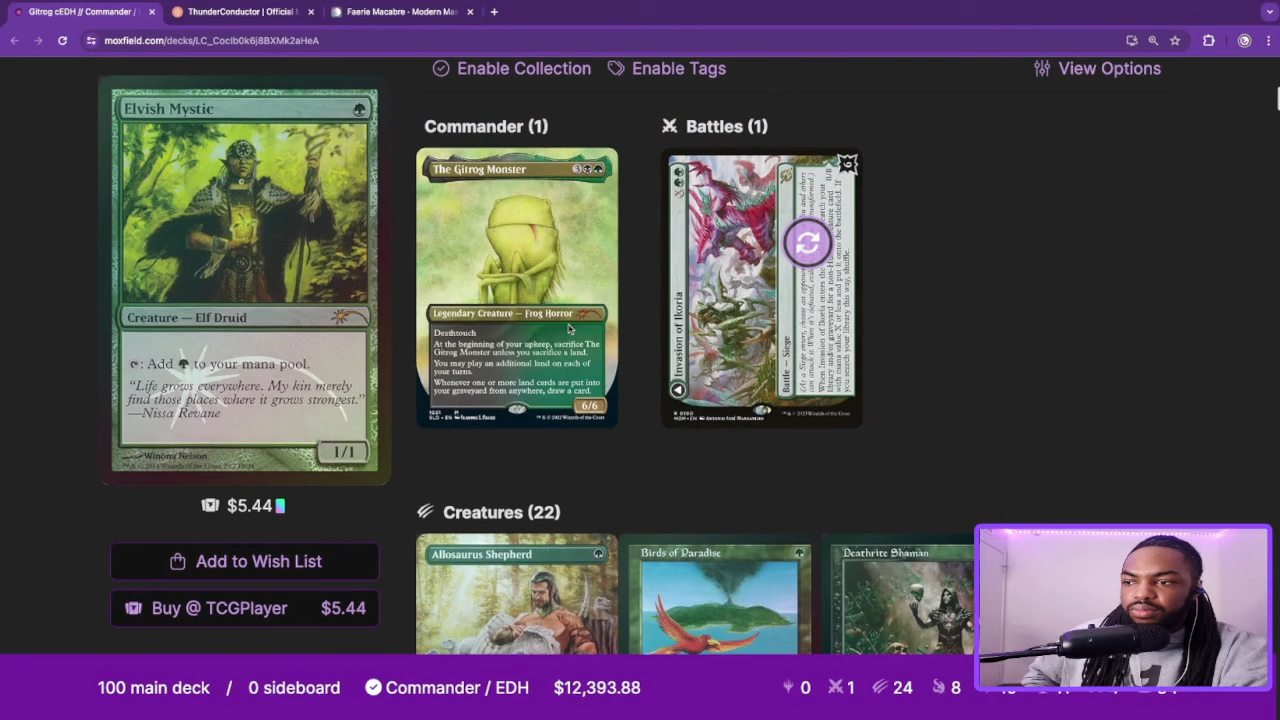 Gitrog cEDH // Commander /
ThunderConductor | Official
Faerie Macabre - Modern Ma
moxfield.com/decks/LC_Coclb0k6j8BXMk2aHeA
Enable Collection
Enable Tags
View Options
Elvish Mystic
Creature — Elf Druid
: Add to your mana pool.
“Life grows everywhere. My kin merely
find those places where it grows strongest.”
—Nissa Revane
Winona Nelson
1/1
$5.44
Add to Wish List
Buy @ TCGPlayer $5.44
Commander (1)
The Gitrog Monster 3
Legendary Creature — Frog Horror
Deathtouch
At the beginning of your upkeep, sacrifice The
Gitrog Monster unless you sacrifice a land.
You may play an additional land on each of
your turns.
Whenever one or more land cards are put into
your graveyard from anywhere, draw a card.
6/6
Battles (1)
Invasion of Ikoria
Battle — Siege
6
8/8
Creatures (22)
Allosaurus Shepherd
Birds of Paradise
Deathrite Shaman
100 main deck / 0 sideboard
Commander / EDH
$12,393.88
0
1
24
8